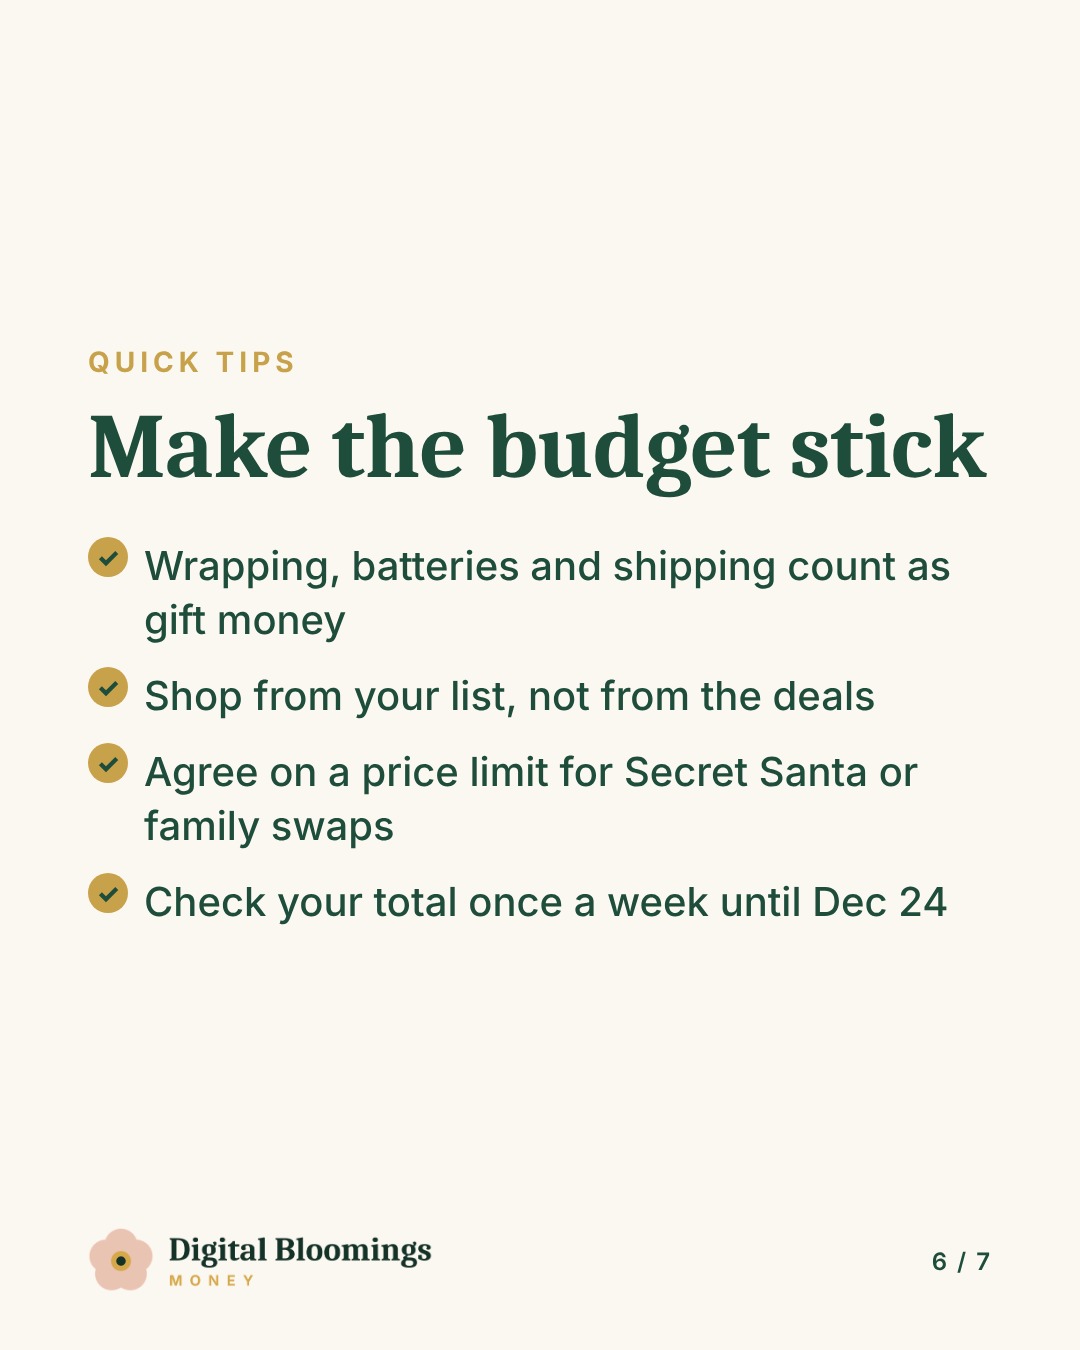 QUICK TIPS
Make the budget stick
Wrapping, batteries and shipping count as
gift money
Shop from your list, not from the deals
Agree on a price limit for Secret Santa or
family swaps
Check your total once a week until Dec 24
Digital Bloomings
MONEY
6 / 7